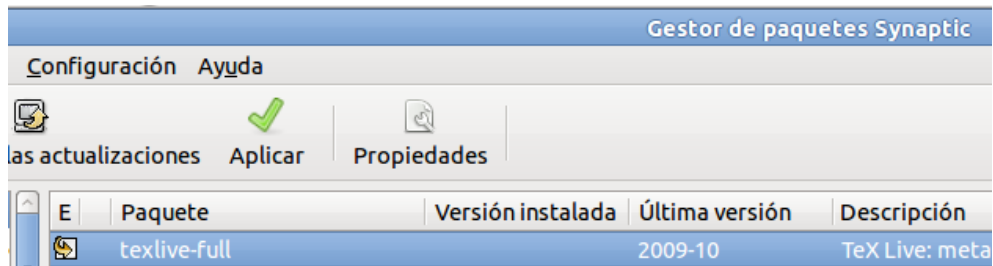 Gestor de paquetes Synaptic
Configuración Ayuda
las actualizaciones Aplicar Propiedades
E Paquete Versión instalada Última versión Descripción
texlive-full 2009-10 TeX Live: meta